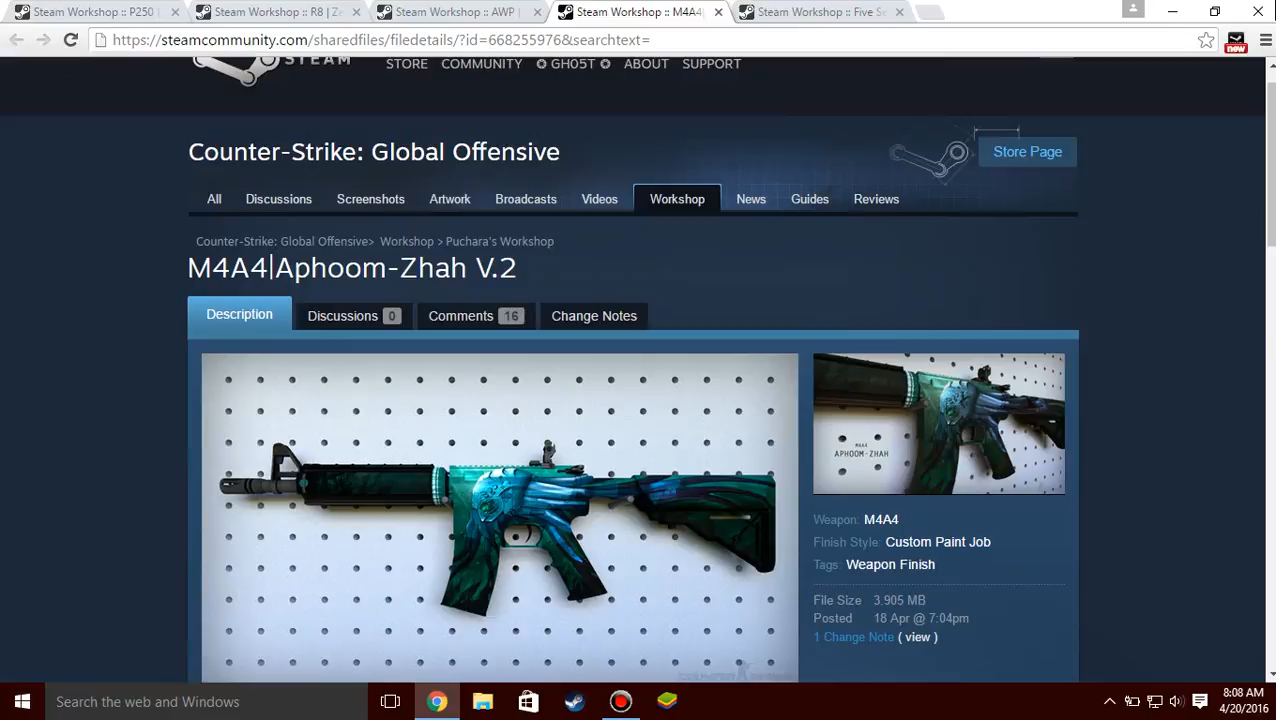 Steam Workshop :: P250 |
Steam Workshop :: R8 | Ze
Steam Workshop :: AWP |
Steam Workshop :: M4A4|
Steam Workshop :: Five Se
https://steamcommunity.com/sharedfiles/filedetails/?id=668255976&searchtext=
new
STEAM
STORE COMMUNITY ✪ GH05T ✪ ABOUT SUPPORT
Counter-Strike: Global Offensive
Store Page
All Discussions Screenshots Artwork Broadcasts Videos Workshop News Guides Reviews
Counter-Strike: Global Offensive> Workshop > Puchara's Workshop
M4A4|Aphoom-Zhah V.2
Description Discussions 0 Comments 16 Change Notes
M4A4
APHOOM-ZHAH
Weapon: M4A4
Finish Style: Custom Paint Job
Tags: Weapon Finish
File Size 3.905 MB
Posted 18 Apr @ 7:04pm
1 Change Note ( view )
Search the web and Windows
8:08 AM
4/20/2016